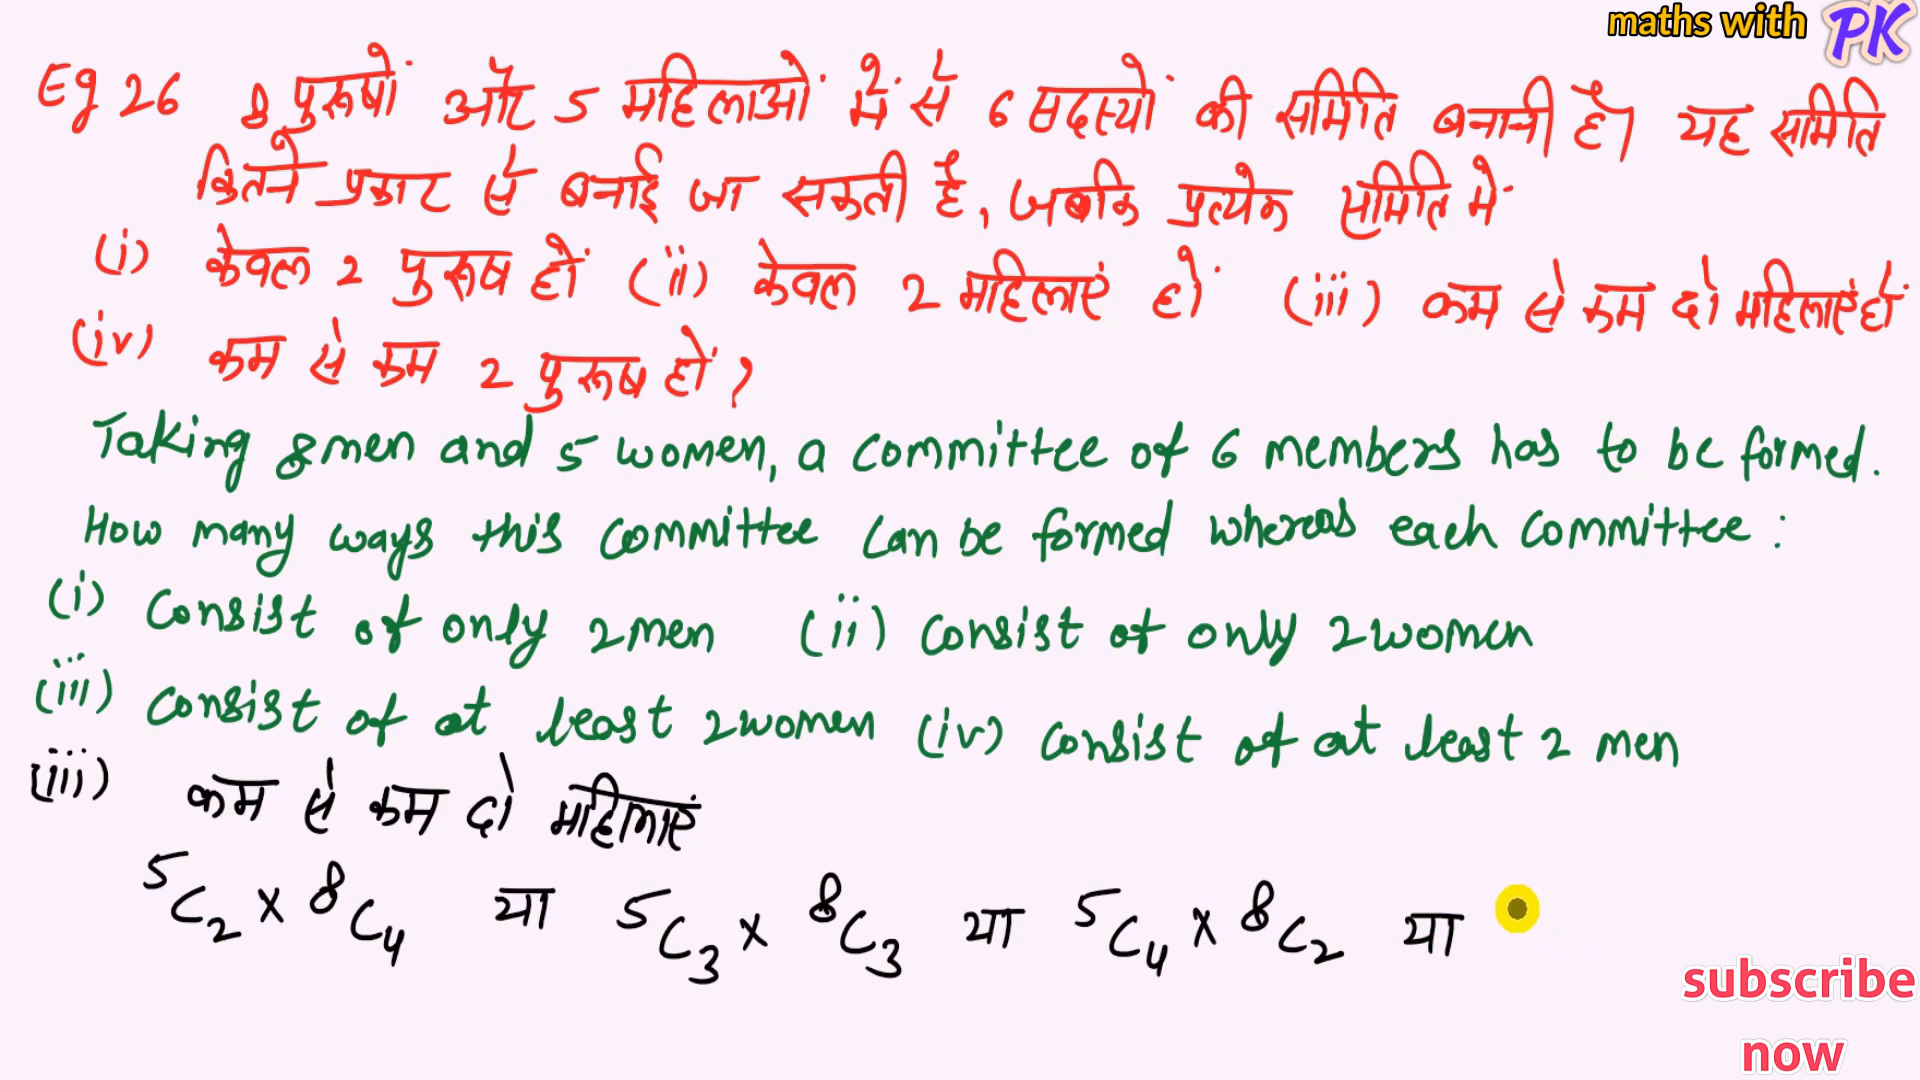 maths with PK
Eg 26 8 पुरूषों और 5 महिलाओं में से 6 सदस्यों की समिति बनानी है। यह समिति
कितने प्रकार से बनाई जा सकती है, जबकि प्रत्येक समिति में
(i) केवल 2 पुरूष हों (ii) केवल 2 महिलाएं हों (iii) कम से कम दो महिलाएं हों
(iv) कम से कम 2 पुरूष हों?
Taking 8 men and 5 women, a committee of 6 members has to be formed.
How many ways this committee can be formed whereas each committee:
(i) consist of only 2 men (ii) consist of only 2 women
(iii) consist of at least 2 women (iv) consist of at least 2 men
(iii) कम से कम दो महिलाएं
⁵C₂ × ⁸C₄ या ⁵C₃ × ⁸C₃ या ⁵C₄ × ⁸C₂ या
subscribe
now